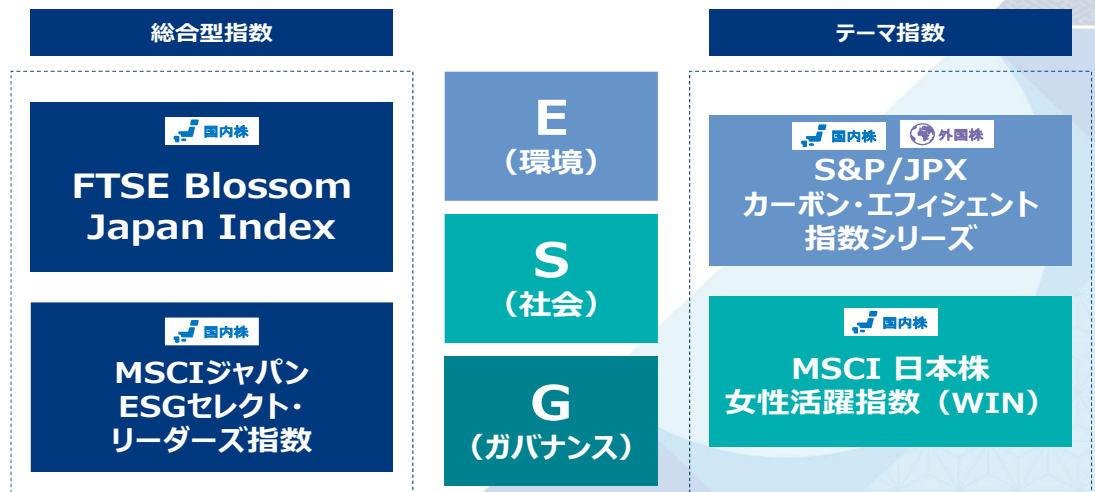 総合型指数
国内株
FTSE Blossom
Japan Index
国内株
MSCIジャパン
ESGセレクト・
リーダーズ指数
E
（環境）
S
（社会）
G
（ガバナンス）
テーマ指数
国内株 外国株
S&P/JPX
カーボン・エフィシェント
指数シリーズ
国内株
MSCI 日本株
女性活躍指数（WIN）